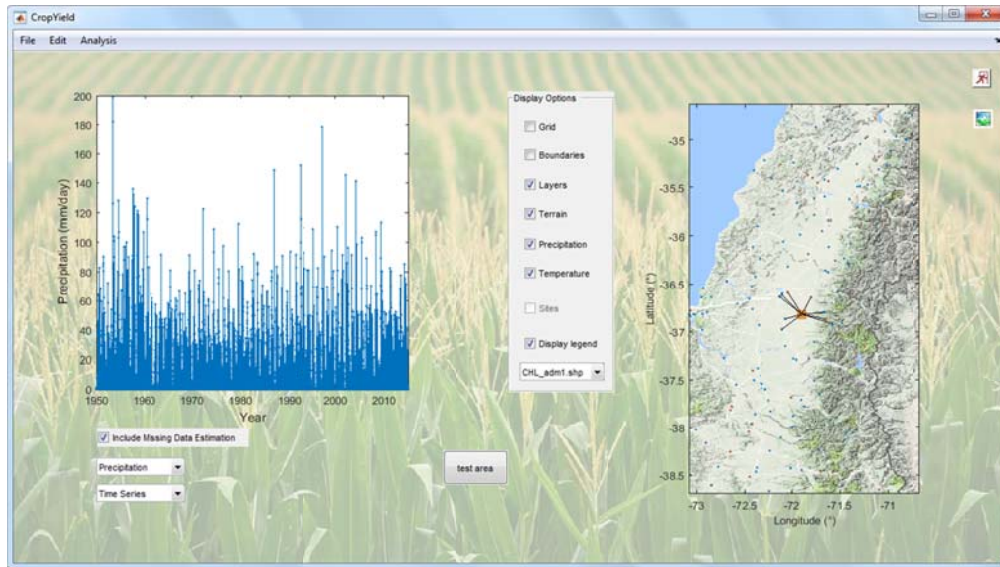 CropYield
File Edit Analysis
200
180
160
140
120
100
80
60
40
20
0
1950 1960 1970 1980 1990 2000 2010
Precipitation (mm/day)
Year
Include Mssing Data Estimation
Precipitation
Time Series
test area
Display Options
Grid
Boundaries
Layers
Terrain
Precipitation
Temperature
Sites
Display legend
CHL_adm1.shp
-35
-35.5
-36
-36.5
-37
-37.5
-38
-38.5
-73 -72.5 -72 -71.5 -71
Latitude (°)
Longitude (°)